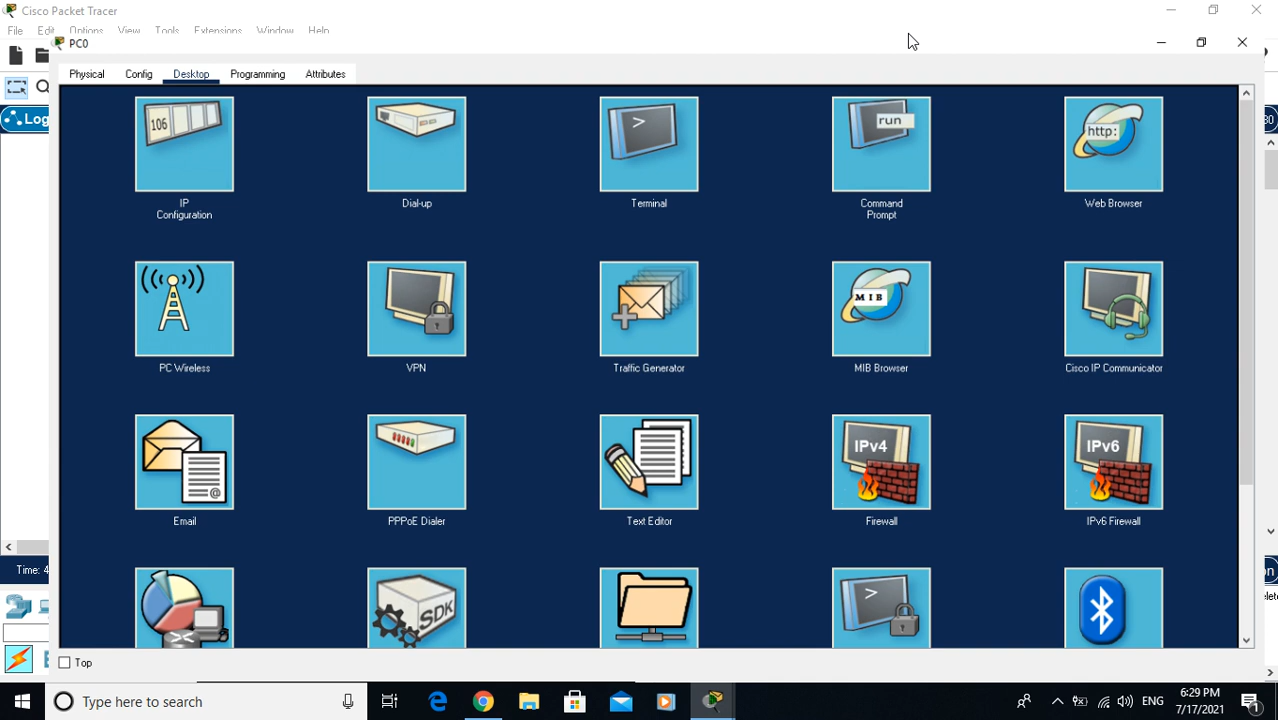 Cisco Packet Tracer
File Edit Options View Tools Extensions Window Help
PC0
Physical Config Desktop Programming Attributes
Log
106
>
run
http:
IP
Configuration
Dial-up
Terminal
Command
Prompt
Web Browser
MIB
PC Wireless
VPN
Traffic Generator
MIB Browser
Cisco IP Communicator
@
IPv4
IPv6
Email
PPPoE Dialer
Text Editor
Firewall
IPv6 Firewall
Time: 4
SDK
>
Top
Type here to search
ENG
6:29 PM
7/17/2021
1